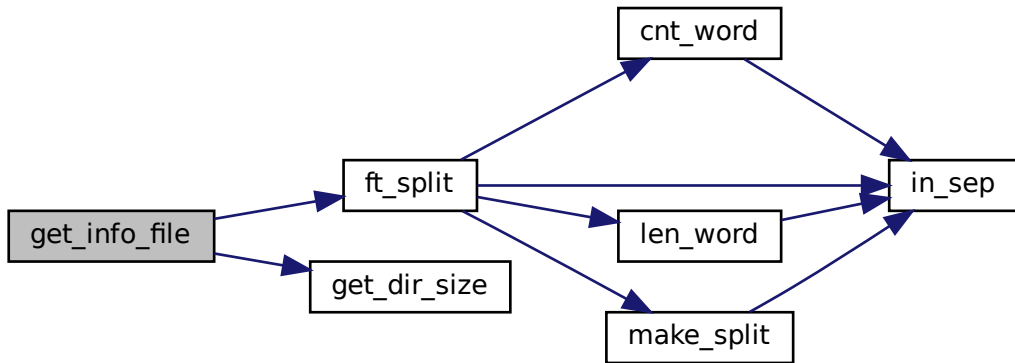 get_info_file
ft_split
get_dir_size
cnt_word
len_word
make_split
in_sep